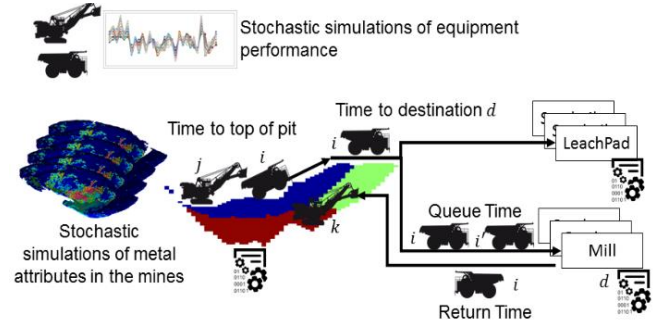 Stochastic simulations of equipment
performance
Time to destination d
Time to top of pit
i
j
i
LeachPad
k
Queue Time
i
i′
Mill
Stochastic
simulations of metal
attributes in the mines
i
d
Return Time